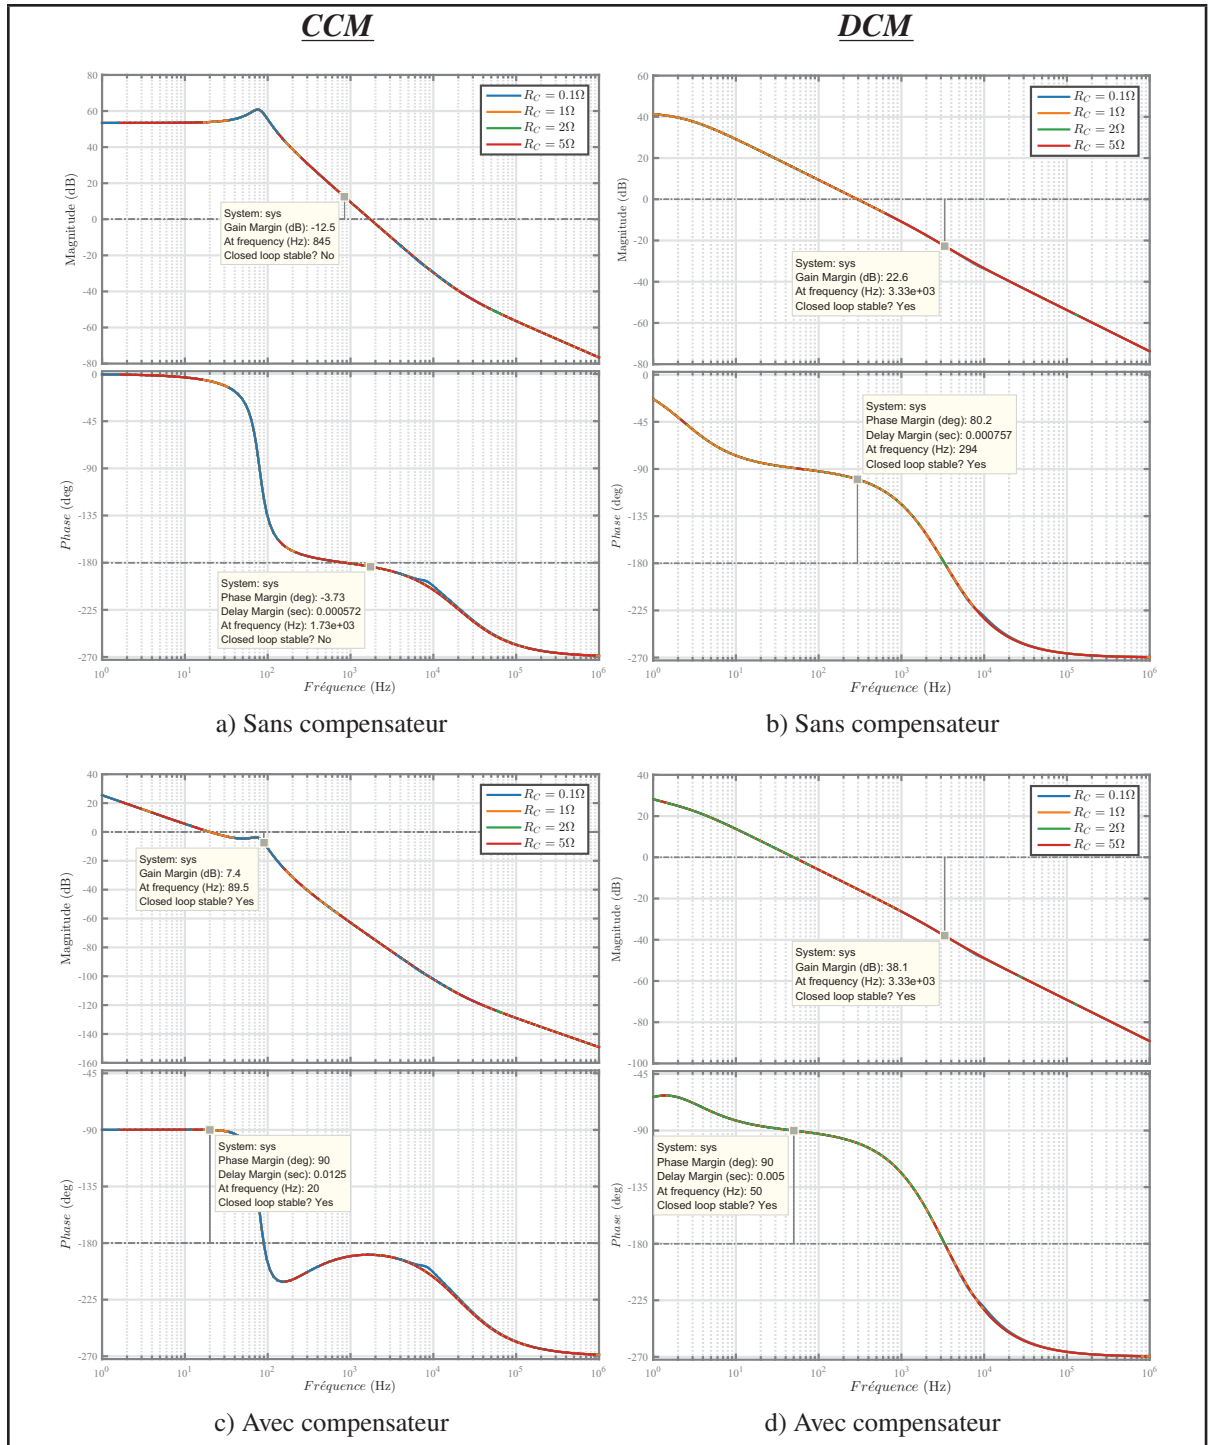 CCM
DCM
80
60
40
20
0
-20
-40
-60
-80
Magnitude (dB)
R_C = 0.1Ω
R_C = 1Ω
R_C = 2Ω
R_C = 5Ω
System: sys
Gain Margin (dB): -12.5
At frequency (Hz): 845
Closed loop stable? No
0
-45
-90
-135
-180
-225
-270
Phase (deg)
System: sys
Phase Margin (deg): -3.73
Delay Margin (sec): 0.000572
At frequency (Hz): 1.73e+03
Closed loop stable? No
10^0 10^1 10^2 10^3 10^4 10^5 10^6
Fréquence (Hz)
a) Sans compensateur
60
40
20
0
-20
-40
-60
-80
Magnitude (dB)
R_C = 0.1Ω
R_C = 1Ω
R_C = 2Ω
R_C = 5Ω
System: sys
Gain Margin (dB): 22.6
At frequency (Hz): 3.33e+03
Closed loop stable? Yes
0
-45
-90
-135
-180
-225
-270
Phase (deg)
System: sys
Phase Margin (deg): 80.2
Delay Margin (sec): 0.000757
At frequency (Hz): 294
Closed loop stable? Yes
10^0 10^1 10^2 10^3 10^4 10^5 10^6
Fréquence (Hz)
b) Sans compensateur
40
20
0
-20
-40
-60
-80
-100
-120
-140
-160
Magnitude (dB)
R_C = 0.1Ω
R_C = 1Ω
R_C = 2Ω
R_C = 5Ω
System: sys
Gain Margin (dB): 7.4
At frequency (Hz): 89.5
Closed loop stable? Yes
-45
-90
-135
-180
-225
-270
Phase (deg)
System: sys
Phase Margin (deg): 90
Delay Margin (sec): 0.0125
At frequency (Hz): 20
Closed loop stable? Yes
10^0 10^1 10^2 10^3 10^4 10^5 10^6
Fréquence (Hz)
c) Avec compensateur
40
20
0
-20
-40
-60
-80
-100
Magnitude (dB)
R_C = 0.1Ω
R_C = 1Ω
R_C = 2Ω
R_C = 5Ω
System: sys
Gain Margin (dB): 38.1
At frequency (Hz): 3.33e+03
Closed loop stable? Yes
-45
-90
-135
-180
-225
-270
Phase (deg)
System: sys
Phase Margin (deg): 90
Delay Margin (sec): 0.005
At frequency (Hz): 50
Closed loop stable? Yes
10^0 10^1 10^2 10^3 10^4 10^5 10^6
Fréquence (Hz)
d) Avec compensateur